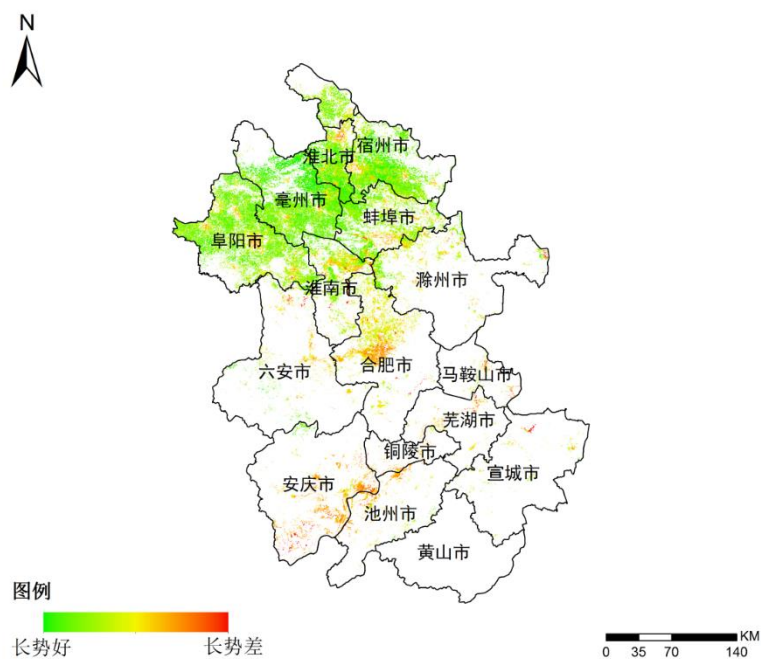 N
宿州市
淮北市
亳州市
蚌埠市
阜阳市
滁州市
淮南市
合肥市
六安市
马鞍山市
芜湖市
铜陵市
宣城市
安庆市
池州市
黄山市
图例
长势好 长势差
KM
0 35 70 140